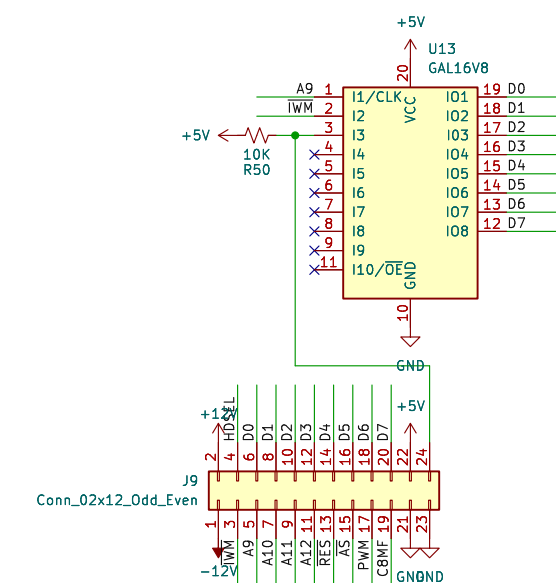 +5V
U13
GAL16V8
20
A9 1 I1/CLK VCC IO1 19 D0
IWM 2 I2 IO2 18 D1
+5V 3 I3 IO3 17 D2
10K 4 I4 IO4 16 D3
R50 5 I5 IO5 15 D4
6 I6 IO6 14 D5
7 I7 IO7 13 D6
8 I8 IO8 12 D7
9 I9
11 I10/OE GND
10
GND
+12V HDSEL D0 D1 D2 D3 D4 D5 D6 D7 +5V
2 4 6 8 10 12 14 16 18 20 22 24
J9
Conn_02x12_Odd_Even
1 3 5 7 9 11 13 15 17 19 21 23
-12V IWM A9 A10 A11 A12 RES AS PWM C8MF GND GND